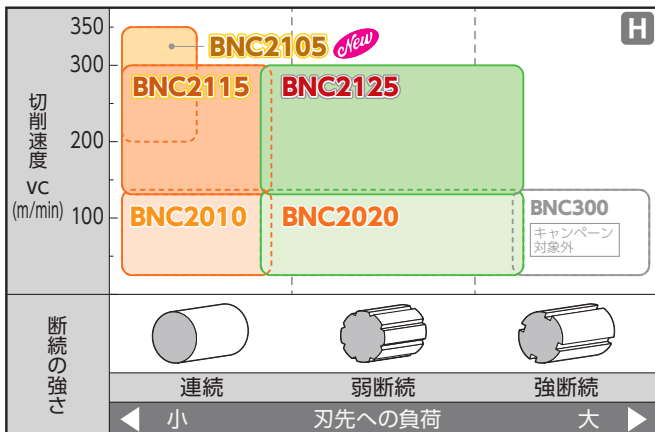 H
350
BNC2105 New
300
BNC2115
BNC2125
切削速度
vc
(m/min)
200
100
BNC2010
BNC2020
BNC300
キャンペーン
対象外
断続の強さ
連続
弱断続
強断続
小
刃先への負荷
大